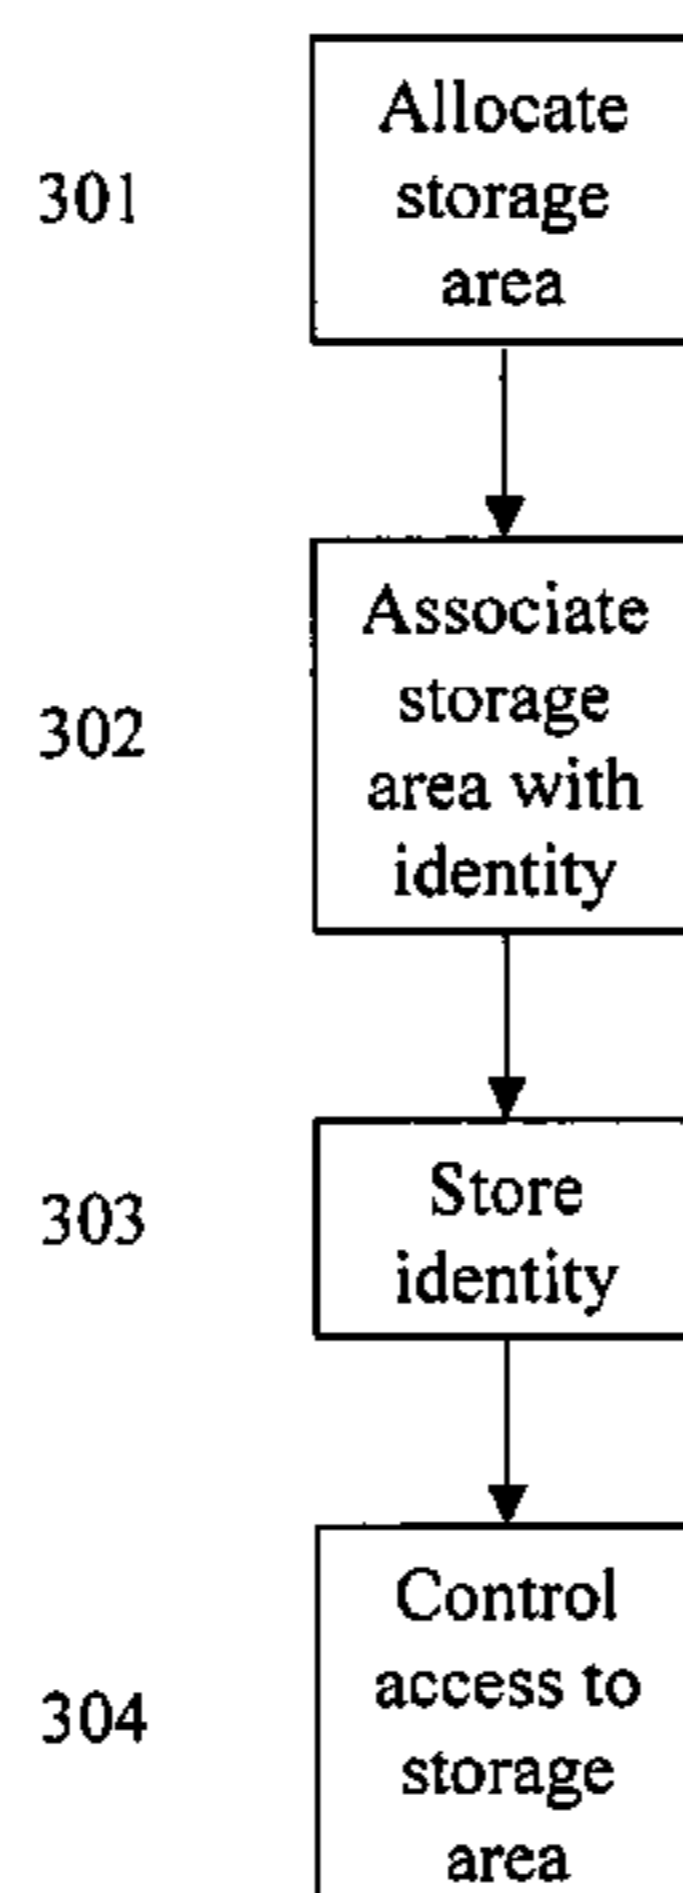 301
Allocate
storage
area
302
Associate
storage
area with
identity
303
Store
identity
304
Control
access to
storage
area